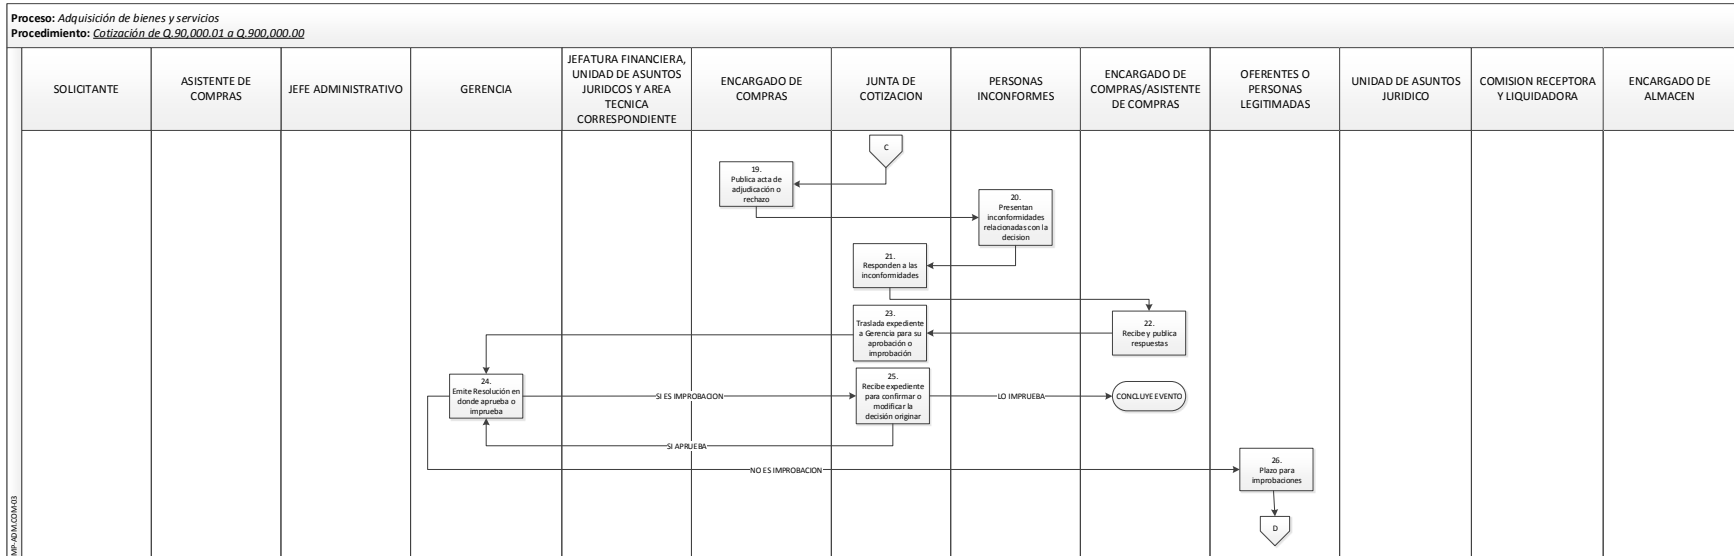 Proceso: Adquisición de bienes y servicios
Procedimiento: Cotización de Q.90,000.01 a Q.900,000.00
SOLICITANTE
ASISTENTE DE
COMPRAS
JEFE ADMINISTRATIVO
GERENCIA
JEFATURA FINANCIERA,
UNIDAD DE ASUNTOS
JURIDCOS Y AREA
TECNICA
CORRESPONDIENTE
ENCARGADO DE
COMPRAS
JUNTA DE
COTIZACION
PERSONAS
INCONFORMES
ENCARGADO DE
COMPRAS/ASISTENTE
DE COMPRAS
OFERENTES O
PERSONAS
LEGITIMADAS
UNIDAD DE ASUNTOS
JURIDICO
COMISION RECEPTORA
Y LIQUIDADORA
ENCARGADO DE
ALMACEN
C
19.
Publica acta de
adjudicación o
rechazo
20.
Presentan
inconformidades
relacionadas con la
decision
21.
Responden a las
inconformidades
22.
Recibe y publica
respuestas
23.
Traslada expediente
a Gerencia para su
aprobación o
improbación
24.
Emite Resolución en
donde aprueba o
imprueba
SI ES IMPROBACION
25.
Recibe expediente
para confirmar o
modificar la
decisión originar
LO IMPRUEBA
CONCLUYE EVENTO
SI APRUEBA
NO ES IMPROBACION
26.
Plazo para
improbaciones
D
MP-ADM.COM-03